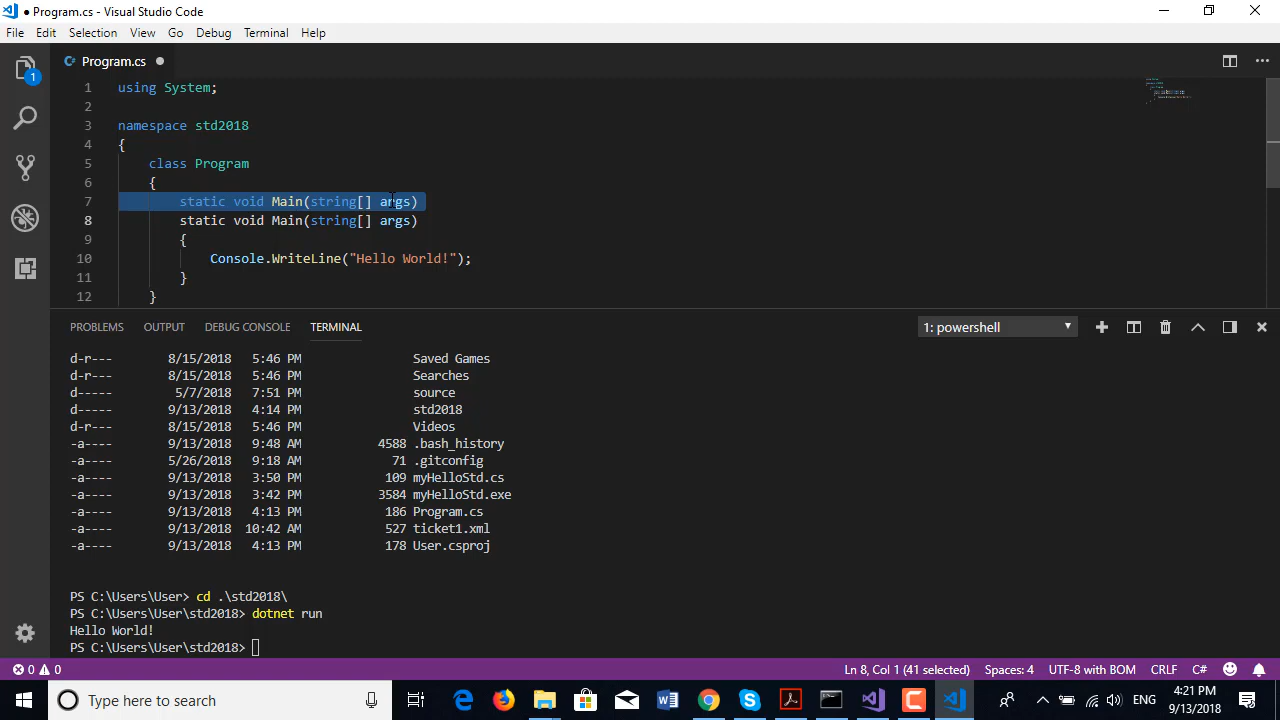 ● Program.cs - Visual Studio Code
File Edit Selection View Go Debug Terminal Help
1
Program.cs ●
1 using System;
2
3 namespace std2018
4 {
5 class Program
6 {
7 static void Main(string[] args)
8 static void Main(string[] args)
9 {
10 Console.WriteLine("Hello World!");
11 }
12 }
PROBLEMS OUTPUT DEBUG CONSOLE TERMINAL 1: powershell
d-r--- 8/15/2018 5:46 PM Saved Games
d-r--- 8/15/2018 5:46 PM Searches
d----- 5/7/2018 7:51 PM source
d----- 9/13/2018 4:14 PM std2018
d-r--- 8/15/2018 5:46 PM Videos
-a---- 9/13/2018 9:48 AM 4588 .bash_history
-a---- 5/26/2018 9:18 AM 71 .gitconfig
-a---- 9/13/2018 3:50 PM 109 myHelloStd.cs
-a---- 9/13/2018 3:42 PM 3584 myHelloStd.exe
-a---- 9/13/2018 4:13 PM 186 Program.cs
-a---- 9/13/2018 10:42 AM 527 ticket1.xml
-a---- 9/13/2018 4:13 PM 178 User.csproj
PS C:\Users\User> cd .\std2018\
PS C:\Users\User\std2018> dotnet run
Hello World!
PS C:\Users\User\std2018>
0 0 Ln 8, Col 1 (41 selected) Spaces: 4 UTF-8 with BOM CRLF C#
Type here to search
ENG
4:21 PM
9/13/2018